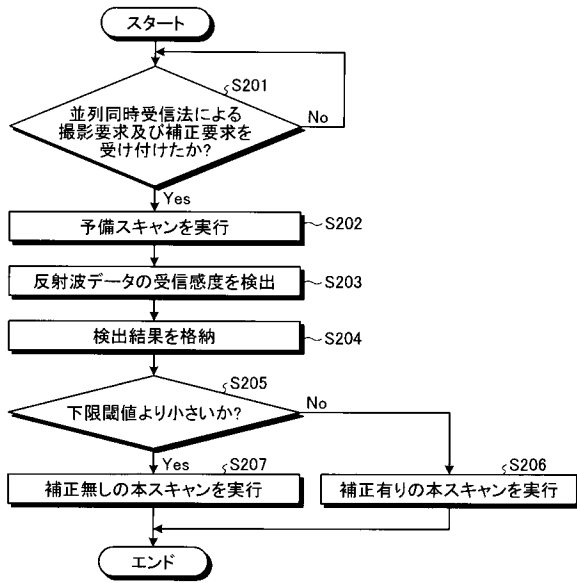 スタート
S201
並列同時受信法による
撮影要求及び補正要求を
受け付けたか?
No
Yes
予備スキャンを実行
S202
反射波データの受信感度を検出
S203
検出結果を格納
S204
S205
下限閾値より小さいか?
No
Yes
S207
補正無しの本スキャンを実行
S206
補正有りの本スキャンを実行
エンド